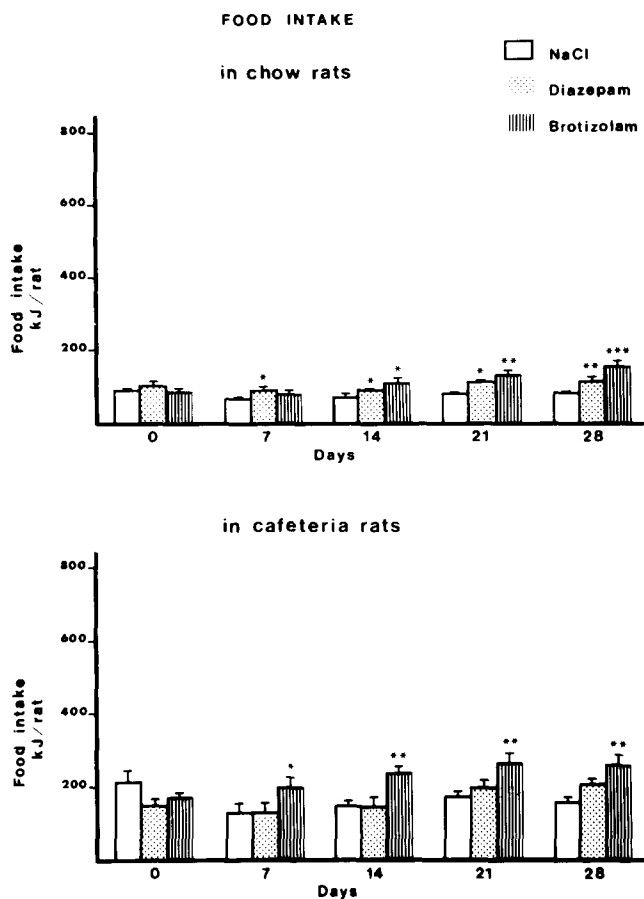 FOOD INTAKE
in chow rats
NaCl
Diazepam
Brotizolam
800
600
400
200
Food intake
kJ/rat
*
* *
* **
** ***
0 7 14 21 28
Days
in cafeteria rats
800
600
400
200
Food intake
kJ/rat
*
**
**
**
0 7 14 21 28
Days